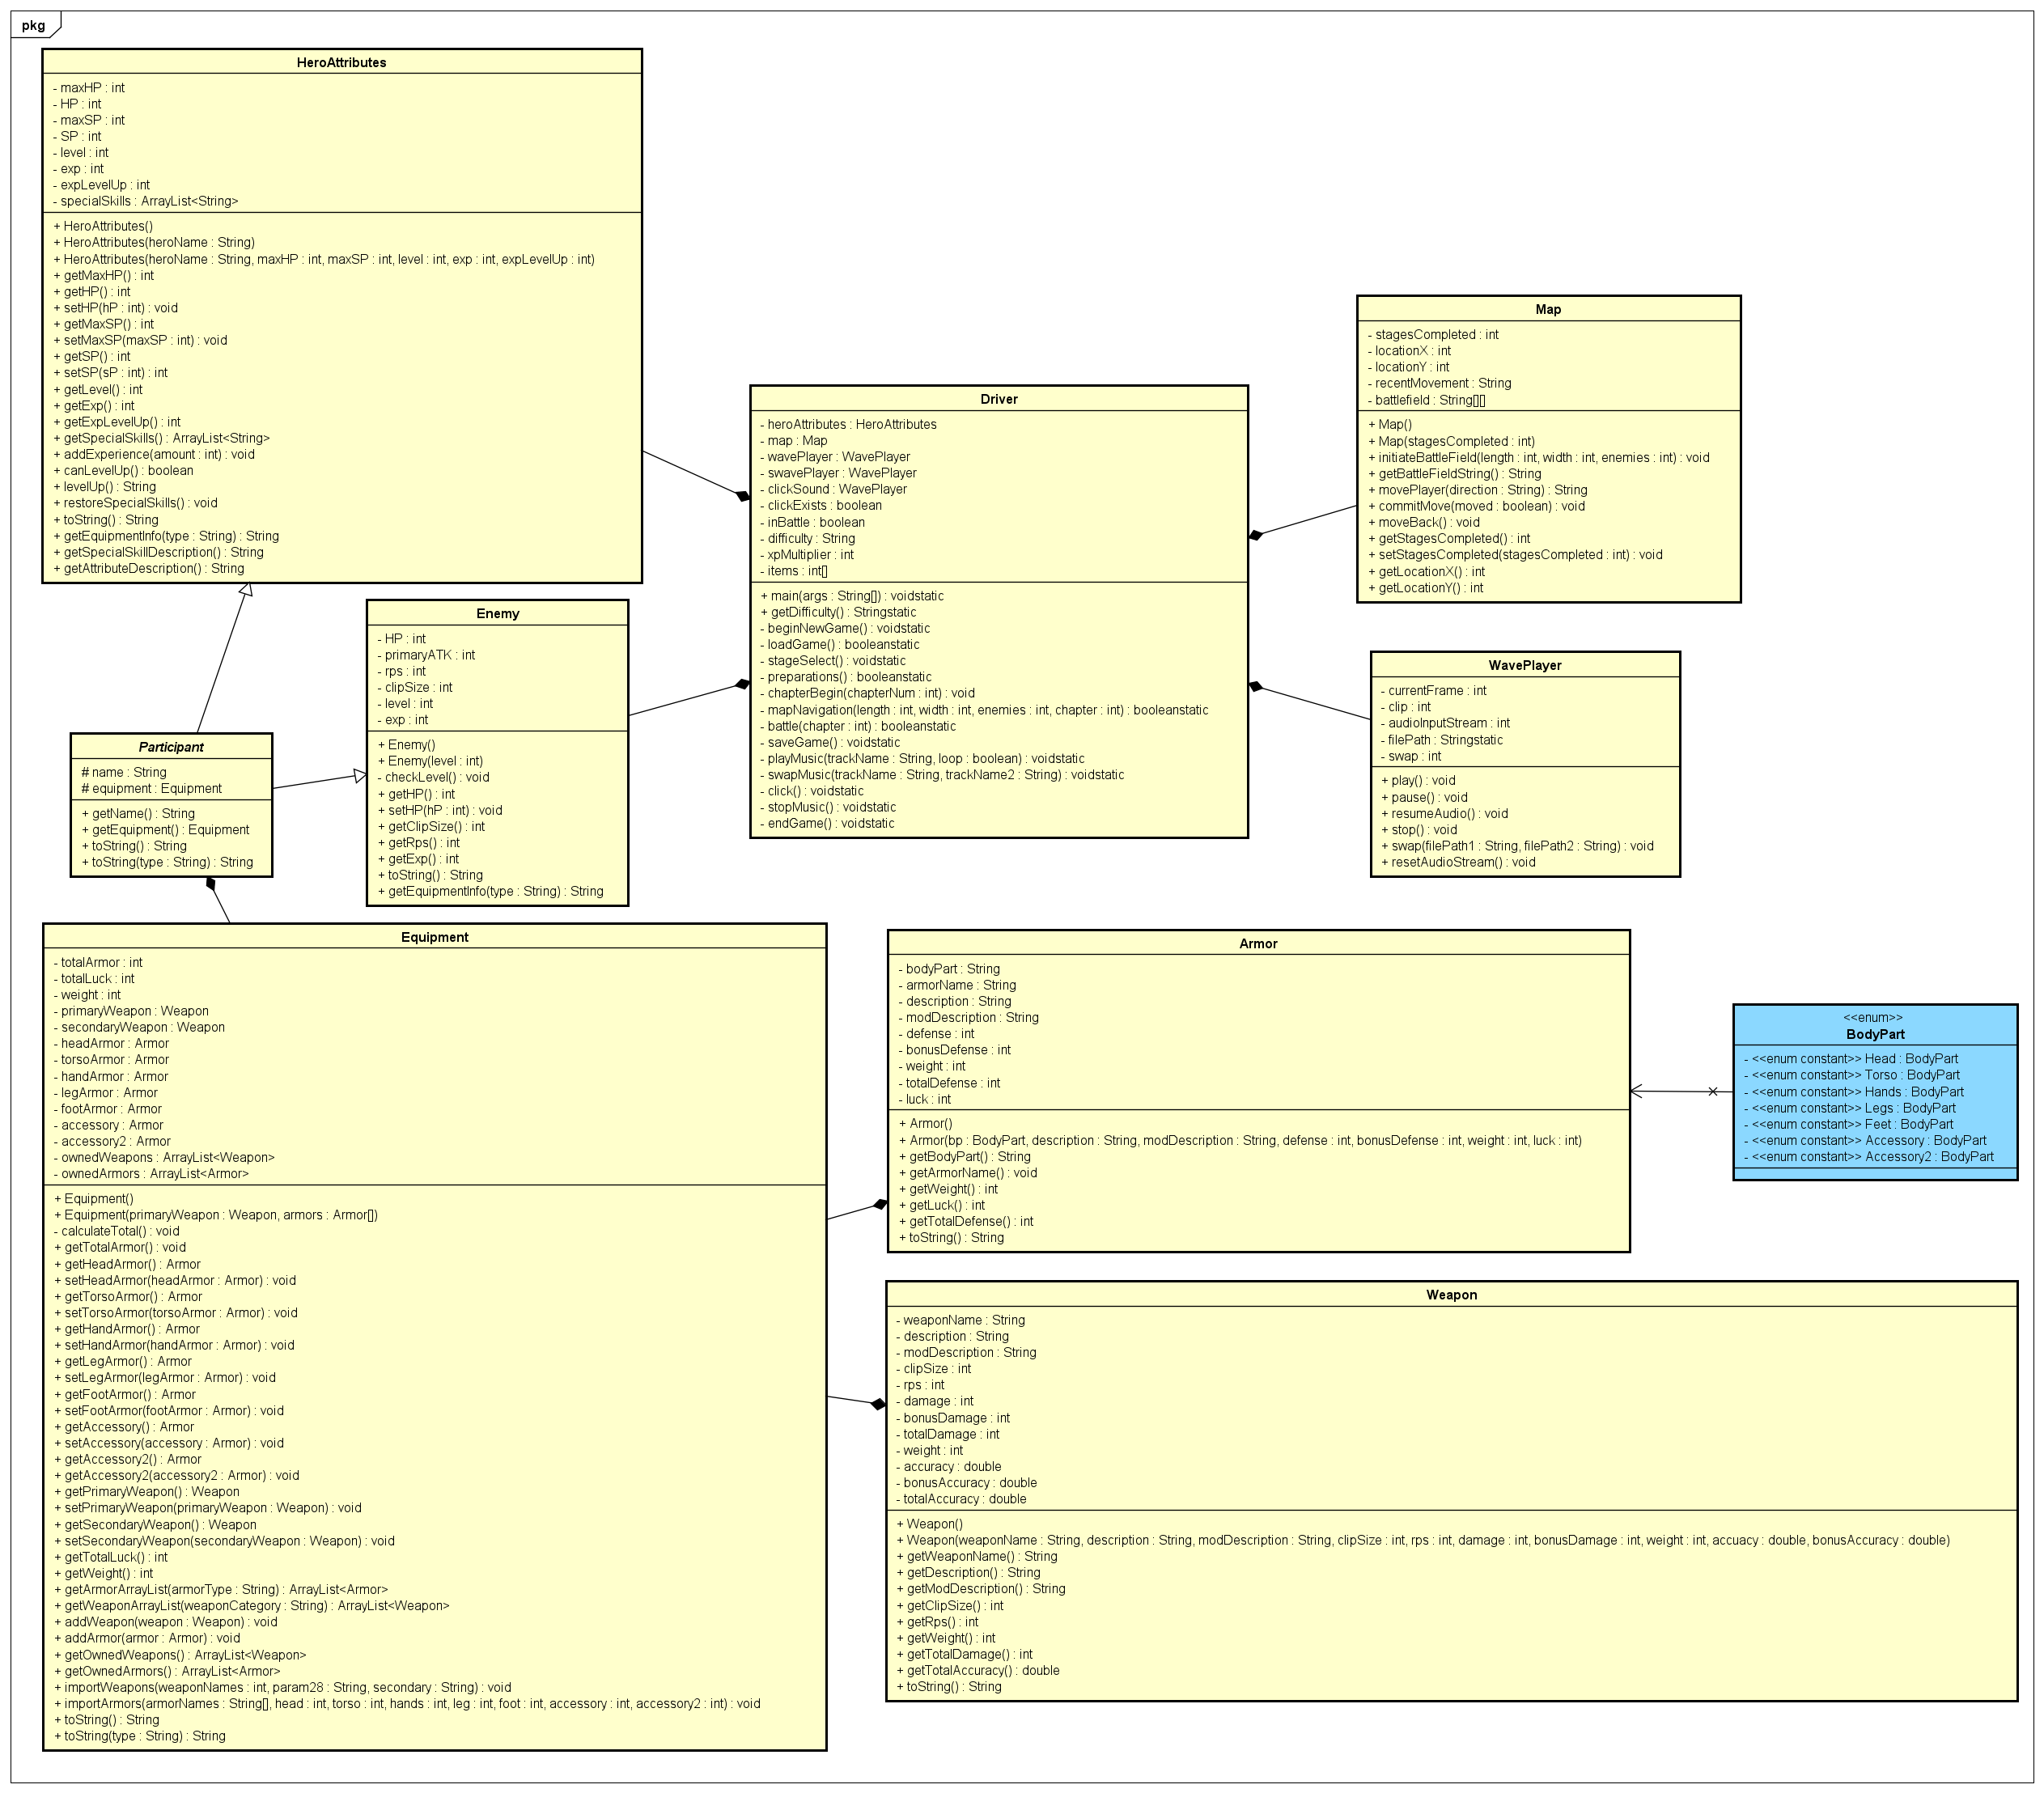 pkg
HeroAttributes
- maxHP : int
- HP : int
- maxSP : int
- SP : int
- level : int
- exp : int
- expLevelUp : int
- specialSkills : ArrayList<String>
+ HeroAttributes()
+ HeroAttributes(heroName : String)
+ HeroAttributes(heroName : String, maxHP : int, maxSP : int, level : int, exp : int, expLevelUp : int)
+ getMaxHP() : int
+ getHP() : int
+ setHP(hP : int) : void
+ getMaxSP() : int
+ setMaxSP(maxSP : int) : void
+ getSP() : int
+ setSP(sP : int) : int
+ getLevel() : int
+ getExp() : int
+ getExpLevelUp() : int
+ getSpecialSkills() : ArrayList<String>
+ addExperience(amount : int) : void
+ canLevelUp() : boolean
+ levelUp() : String
+ restoreSpecialSkills() : void
+ toString() : String
+ getEquipmentInfo(type : String) : String
+ getSpecialSkillDescription() : String
+ getAttributeDescription() : String
Map
- stagesCompleted : int
- locationX : int
- locationY : int
- recentMovement : String
- battlefield : String[][]
+ Map()
+ Map(stagesCompleted : int)
+ initiateBattleField(length : int, width : int, enemies : int) : void
+ getBattleFieldString() : String
+ movePlayer(direction : String) : String
+ commitMove(moved : boolean) : void
+ moveBack() : void
+ getStagesCompleted() : int
+ setStagesCompleted(stagesCompleted : int) : void
+ getLocationX() : int
+ getLocationY() : int
Driver
- heroAttributes : HeroAttributes
- map : Map
- wavePlayer : WavePlayer
- swavePlayer : WavePlayer
- clickSound : WavePlayer
- clickExists : boolean
- inBattle : boolean
- difficulty : String
- xpMultiplier : int
- items : int[]
+ main(args : String[]) : voidstatic
+ getDifficulty() : Stringstatic
- beginNewGame() : voidstatic
- loadGame() : booleanstatic
- stageSelect() : voidstatic
- preparations() : booleanstatic
- chapterBegin(chapterNum : int) : void
- mapNavigation(length : int, width : int, enemies : int, chapter : int) : booleanstatic
- battle(chapter : int) : booleanstatic
- saveGame() : voidstatic
- playMusic(trackName : String, loop : boolean) : voidstatic
- swapMusic(trackName : String, trackName2 : String) : voidstatic
- click() : voidstatic
- stopMusic() : voidstatic
- endGame() : voidstatic
Enemy
- HP : int
- primaryATK : int
- rps : int
- clipSize : int
- level : int
- exp : int
+ Enemy()
+ Enemy(level : int)
- checkLevel() : void
+ getHP() : int
+ setHP(hP : int) : void
+ getClipSize() : int
+ getRps() : int
+ getExp() : int
+ toString() : String
+ getEquipmentInfo(type : String) : String
WavePlayer
- currentFrame : int
- clip : int
- audioInputStream : int
- filePath : Stringstatic
- swap : int
+ play() : void
+ pause() : void
+ resumeAudio() : void
+ stop() : void
+ swap(filePath1 : String, filePath2 : String) : void
+ resetAudioStream() : void
Participant
# name : String
# equipment : Equipment
+ getName() : String
+ getEquipment() : Equipment
+ toString() : String
+ toString(type : String) : String
Equipment
- totalArmor : int
- totalLuck : int
- weight : int
- primaryWeapon : Weapon
- secondaryWeapon : Weapon
- headArmor : Armor
- torsoArmor : Armor
- handArmor : Armor
- legArmor : Armor
- footArmor : Armor
- accessory : Armor
- accessory2 : Armor
- ownedWeapons : ArrayList<Weapon>
- ownedArmors : ArrayList<Armor>
+ Equipment()
+ Equipment(primaryWeapon : Weapon, armors : Armor[])
- calculateTotal() : void
+ getTotalArmor() : void
+ getHeadArmor() : Armor
+ setHeadArmor(headArmor : Armor) : void
+ getTorsoArmor() : Armor
+ setTorsoArmor(torsoArmor : Armor) : void
+ getHandArmor() : Armor
+ setHandArmor(handArmor : Armor) : void
+ getLegArmor() : Armor
+ setLegArmor(legArmor : Armor) : void
+ getFootArmor() : Armor
+ setFootArmor(footArmor : Armor) : void
+ getAccessory() : Armor
+ setAccessory(accessory : Armor) : void
+ getAccessory2() : Armor
+ getAccessory2(accessory2 : Armor) : void
+ getPrimaryWeapon() : Weapon
+ setPrimaryWeapon(primaryWeapon : Weapon) : void
+ getSecondaryWeapon() : Weapon
+ setSecondaryWeapon(secondaryWeapon : Weapon) : void
+ getTotalLuck() : int
+ getWeight() : int
+ getArmorArrayList(armorType : String) : ArrayList<Armor>
+ getWeaponArrayList(weaponCategory : String) : ArrayList<Weapon>
+ addWeapon(weapon : Weapon) : void
+ addArmor(armor : Armor) : void
+ getOwnedWeapons() : ArrayList<Weapon>
+ getOwnedArmors() : ArrayList<Armor>
+ importWeapons(weaponNames : int, param28 : String, secondary : String) : void
+ importArmors(armorNames : String[], head : int, torso : int, hands : int, leg : int, foot : int, accessory : int, accessory2 : int) : void
+ toString() : String
+ toString(type : String) : String
Armor
- bodyPart : String
- armorName : String
- description : String
- modDescription : String
- defense : int
- bonusDefense : int
- weight : int
- totalDefense : int
- luck : int
+ Armor()
+ Armor(bp : BodyPart, description : String, modDescription : String, defense : int, bonusDefense : int, weight : int, luck : int)
+ getBodyPart() : String
+ getArmorName() : void
+ getWeight() : int
+ getLuck() : int
+ getTotalDefense() : int
+ toString() : String
<<enum>>
BodyPart
- <<enum constant>> Head : BodyPart
- <<enum constant>> Torso : BodyPart
- <<enum constant>> Hands : BodyPart
- <<enum constant>> Legs : BodyPart
- <<enum constant>> Feet : BodyPart
- <<enum constant>> Accessory : BodyPart
- <<enum constant>> Accessory2 : BodyPart
Weapon
- weaponName : String
- description : String
- modDescription : String
- clipSize : int
- rps : int
- damage : int
- bonusDamage : int
- totalDamage : int
- weight : int
- accuracy : double
- bonusAccuracy : double
- totalAccuracy : double
+ Weapon()
+ Weapon(weaponName : String, description : String, modDescription : String, clipSize : int, rps : int, damage : int, bonusDamage : int, weight : int, accuacy : double, bonusAccuracy : double)
+ getWeaponName() : String
+ getDescription() : String
+ getModDescription() : String
+ getClipSize() : int
+ getRps() : int
+ getWeight() : int
+ getTotalDamage() : int
+ getTotalAccuracy() : double
+ toString() : String